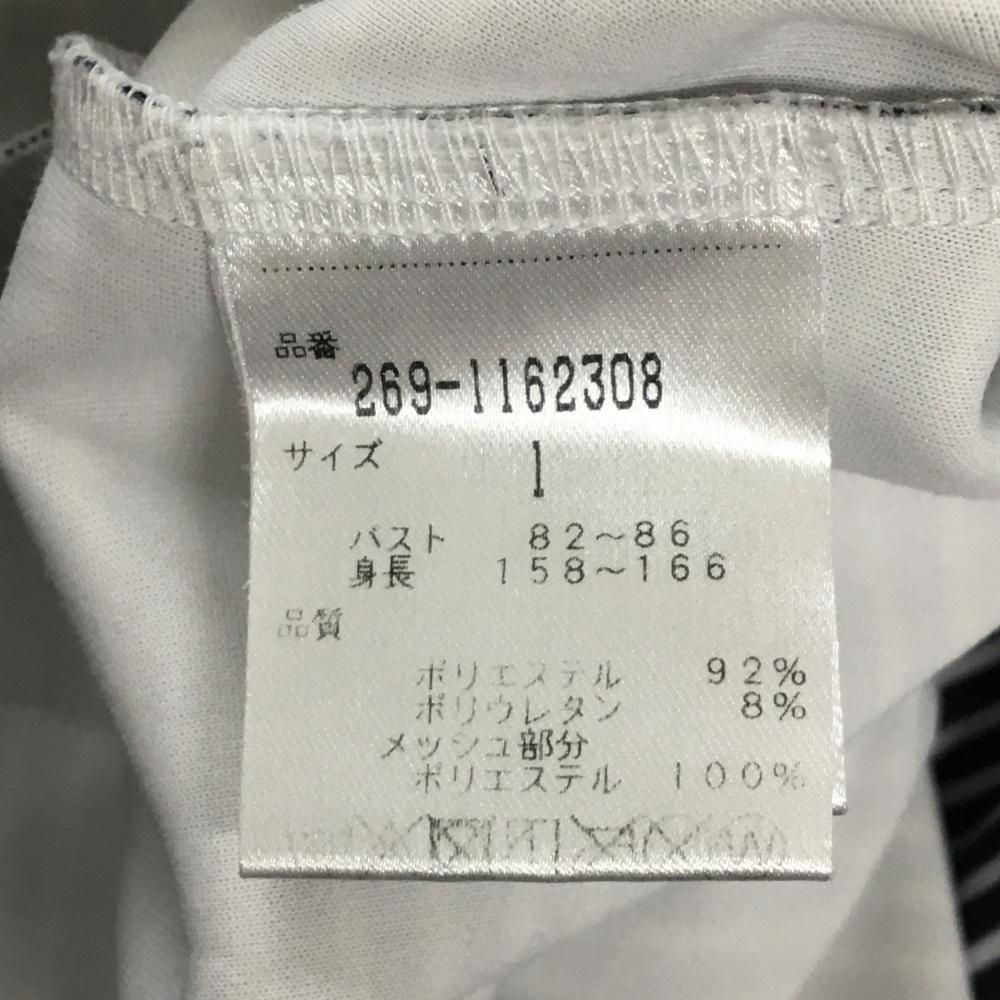 品番
269-1162308
サイズ 1
バスト 82〜86
身長 158〜166
品質
ポリエステル 92%
ポリウレタン 8%
メッシュ部分
ポリエステル 100%